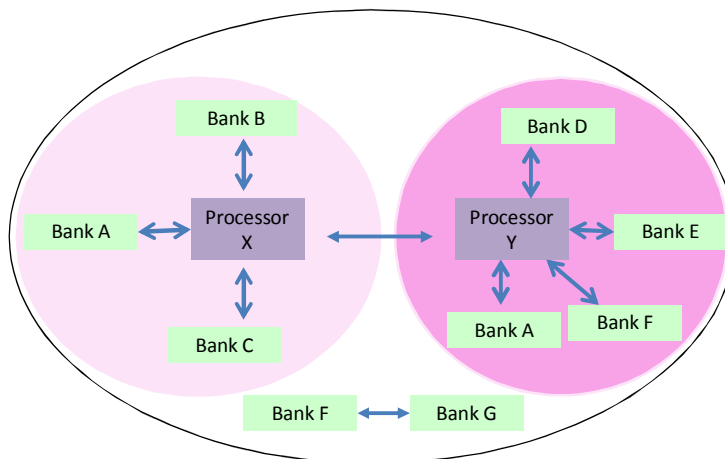 Bank B
Bank D
Bank A
Processor
X
Processor
Y
Bank E
Bank C
Bank A
Bank F
Bank F
Bank G